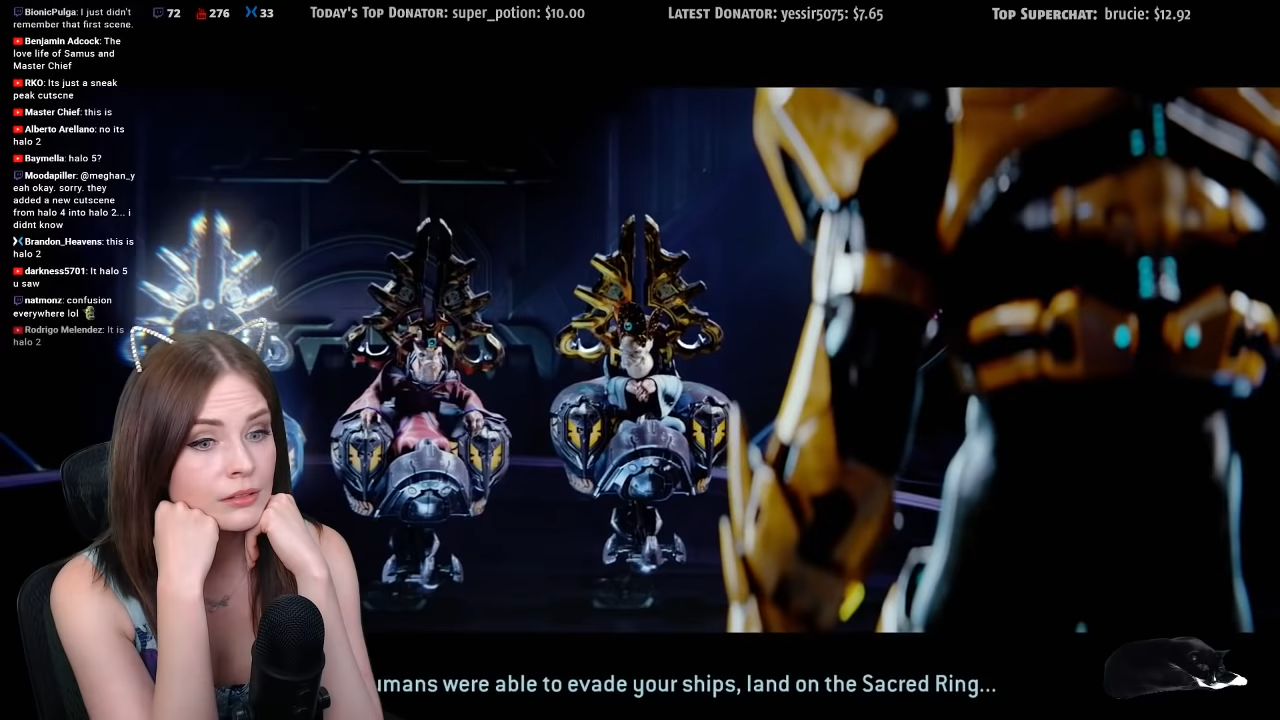 BionicPulga: I just didn't
remember that first scene.
Benjamin Adcock: The
love life of Samus and
Master Chief
RKO: Its just a sneak
peak cutscne
Master Chief: this is
Alberto Arellano: no its
halo 2
Baymella: halo 5?
Moodapiller: @meghan_y
eah okay. sorry. they
added a new cutscene
from halo 4 into halo 2... i
didnt know
Brandon_Heavens: this is
halo 2
darkness5701: It halo 5
u saw
natmonz: confusion
everywhere lol
Rodrigo Melendez: It is
halo 2
72 276 33
Today's Top Donator: super_potion: $10.00
Latest Donator: yessir5075: $7.65
Top Superchat: brucie: $12.92
umans were able to evade your ships, land on the Sacred Ring...